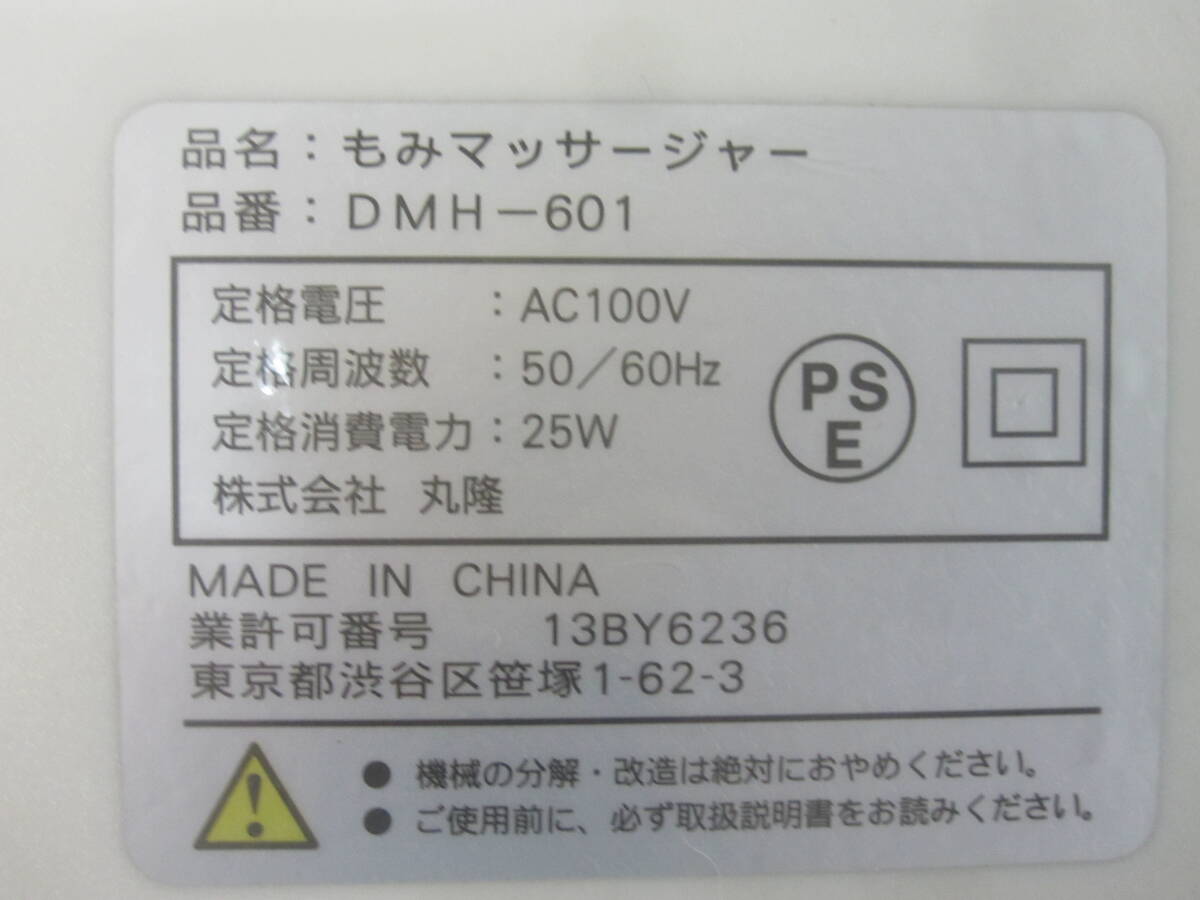 品名：もみマッサージャー
品番：DMH－601
定格電圧　：AC100V
定格周波数　：50／60Hz
定格消費電力：25W
株式会社 丸隆
PS
E
MADE IN CHINA
業許可番号　13BY6236
東京都渋谷区笹塚1-62-3
● 機械の分解・改造は絶対におやめください。
● ご使用前に、必ず取扱説明書をお読みください。